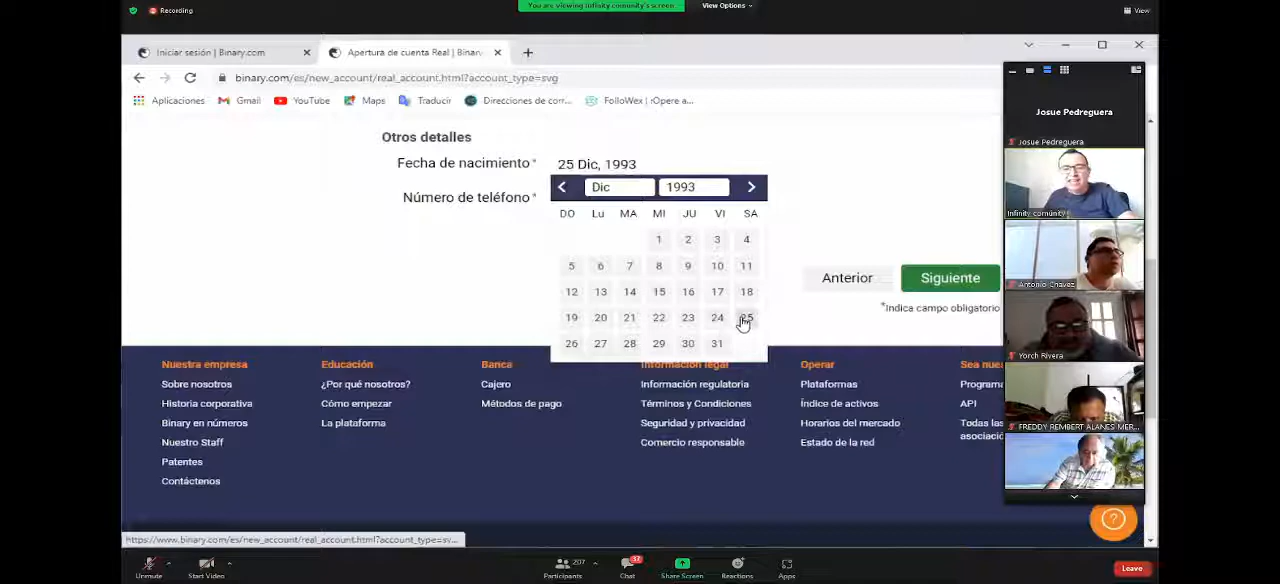 Recording
You are viewing Infinity comunity's screen
View Options
View
Iniciar sesión | Binary.com
Apertura de cuenta Real | Binary
binary.com/es/new_account/real_account.html?account_type=svg
Aplicaciones
Gmail
YouTube
Maps
Traducir
Direcciones de corr...
FolloWex | ¡Opere a...
Otros detalles
Fecha de nacimiento*
25 Dic, 1993
Número de teléfono*
Dic
1993
DO Lu MA MI JU VI SA
1 2 3 4
5 6 7 8 9 10 11
12 13 14 15 16 17 18
19 20 21 22 23 24 25
26 27 28 29 30 31
Anterior
Siguiente
*Indica campo obligatorio
Nuestra empresa
Sobre nosotros
Historia corporativa
Binary en números
Nuestro Staff
Patentes
Contáctenos
Educación
¿Por qué nosotros?
Cómo empezar
La plataforma
Banca
Cajero
Métodos de pago
Información legal
Información regulatoria
Términos y Condiciones
Seguridad y privacidad
Comercio responsable
Operar
Plataformas
Índice de activos
Horarios del mercado
Estado de la red
Sea nue
Programa
API
Todas las
asociació
https://www.binary.com/es/new_account/real_account.html?account_type=sv...
Josue Pedreguera
Josue Pedreguera
Infinity comúnity
Antonio Chavez
Yorch Rivera
FREDDY REMBERT ALANES MER...
Unmute
Start Video
Participants
207
Chat
37
Share Screen
Reactions
Apps
Leave